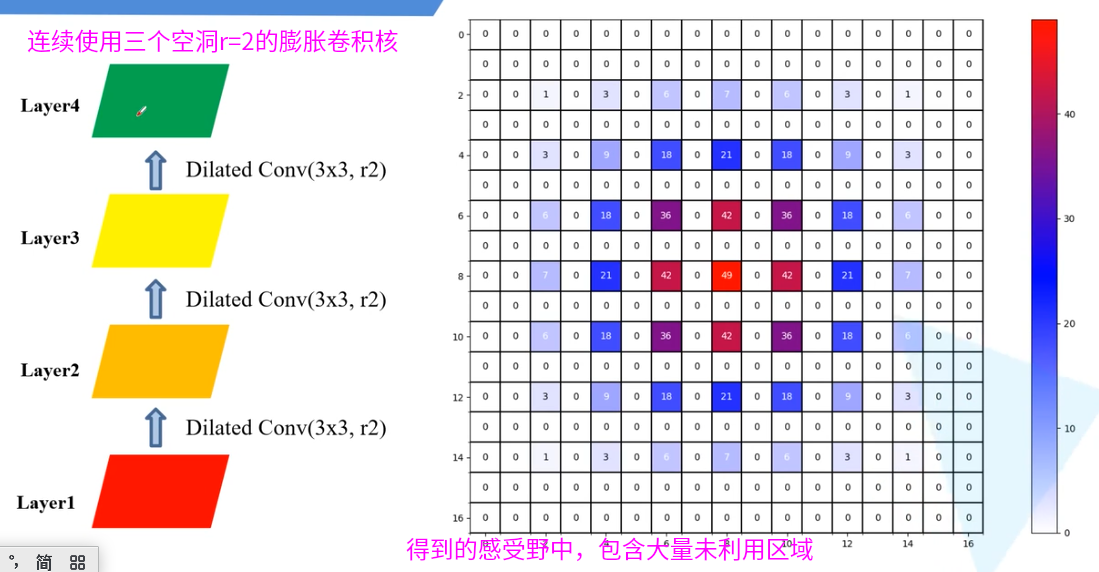 连续使用三个空洞r=2的膨胀卷积核
Layer4
Dilated Conv(3x3, r2)
Layer3
Dilated Conv(3x3, r2)
Layer2
Dilated Conv(3x3, r2)
Layer1
°, 简
0 0 0 0 0 0 0 0 0 0 0 0 0 0 0 0 0 0
0 0 0 0 0 0 0 0 0 0 0 0 0 0 0 0 0
2 0 0 1 0 3 0 6 0 7 0 6 0 3 0 1 0 0
0 0 0 0 0 0 0 0 0 0 0 0 0 0 0 0 0
4 0 0 3 0 9 0 18 0 21 0 18 0 9 0 3 0 0
0 0 0 0 0 0 0 0 0 0 0 0 0 0 0 0 0
6 0 0 6 0 18 0 36 0 42 0 36 0 18 0 6 0 0
0 0 0 0 0 0 0 0 0 0 0 0 0 0 0 0 0
8 0 0 7 0 21 0 42 0 49 0 42 0 21 0 7 0 0
0 0 0 0 0 0 0 0 0 0 0 0 0 0 0 0 0
10 0 0 6 0 18 0 36 0 42 0 36 0 18 0 6 0 0
0 0 0 0 0 0 0 0 0 0 0 0 0 0 0 0 0
12 0 0 3 0 9 0 18 0 21 0 18 0 9 0 3 0 0
0 0 0 0 0 0 0 0 0 0 0 0 0 0 0 0 0
14 0 0 1 0 3 0 6 0 7 0 6 0 3 0 1 0 0
0 0 0 0 0 0 0 0 0 0 0 0 0 0 0 0 0
16 0 0 0 0 0 0 0 0 0 0 0 0 0 0 0 0 0
12 14 16
得到的感受野中，包含大量未利用区域
40
30
20
10
0